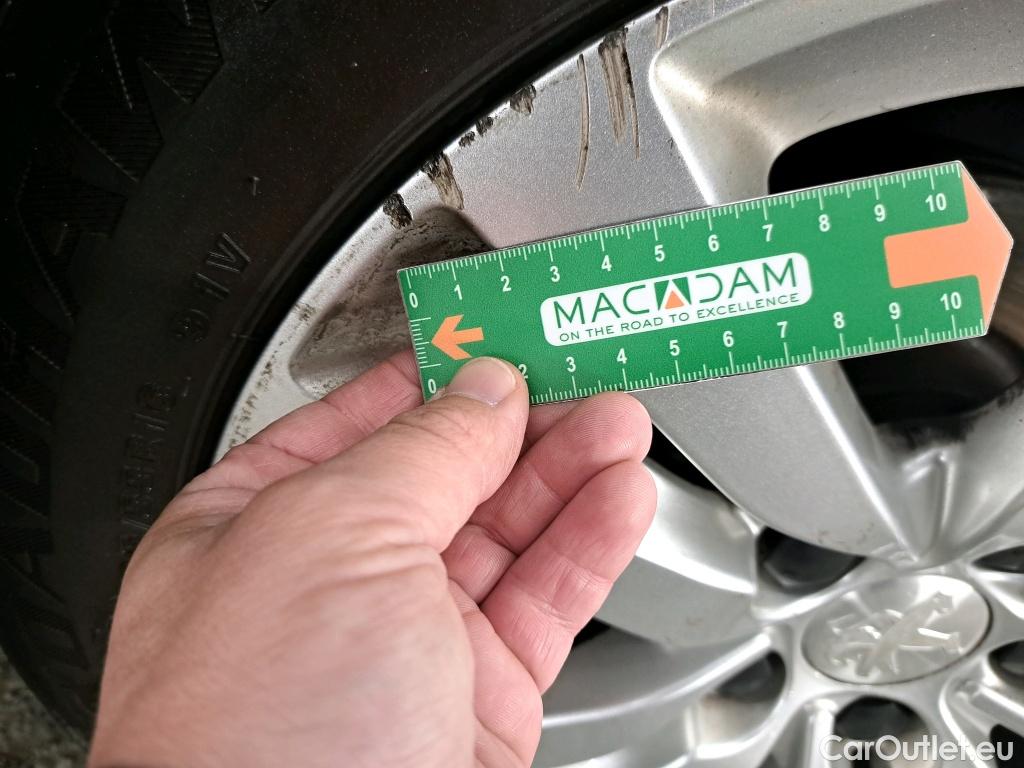 91V
0 1 2 3 4 5 6 7 8 9 10
MACADAM
ON THE ROAD TO EXCELLENCE
0 2 3 4 5 6 7 8 9 10
CarOutlet.eu